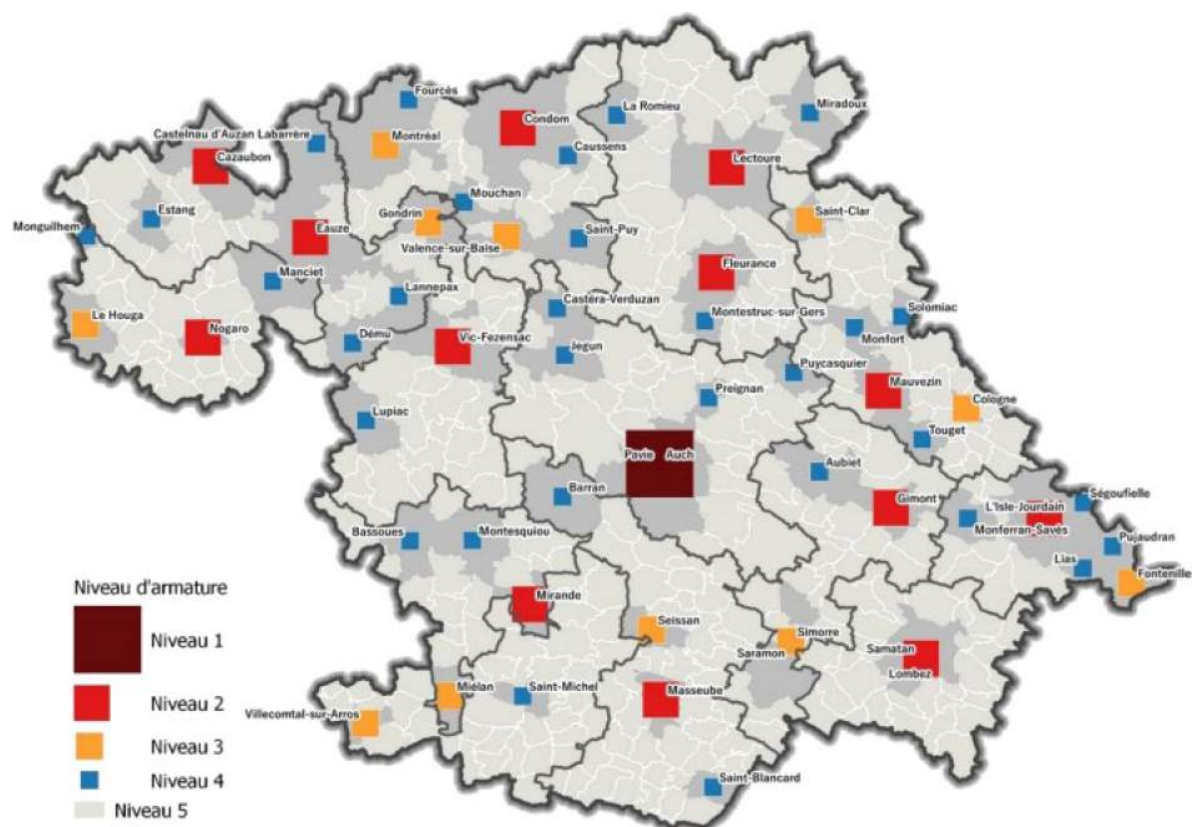 Fourcès
Condom
La Romieu
Miradoux
Castelnau d'Auzan Labarrère
Montréal
Cazaubon
Caussens
Lectoure
Mouchan
Estang
Gondrin
Saint-Clar
Monguilhem
Eauze
Valence-sur-Baïse
Saint-Puy
Fleurance
Manciet
Lannepax
Castéra-Verduzan
Solomiac
Le Houga
Nogaro
Montestruc-sur-Gers
Dému
Vic-Fezensac
Monfort
Jegun
Puycasquier
Preignan
Mauvezin
Cologne
Lupiac
Touget
Pavie
Auch
Aubiet
Barran
Gimont
Ségoufielle
L'Isle-Jourdain
Monferran-Savès
Bassoues
Montesquiou
Pujaudran
Lias
Fontenilles
Mirande
Seissan
Simorre
Saramon
Samatan
Lombez
Miélan
Saint-Michel
Masseube
Villecomtal-sur-Arros
Saint-Blancard
Niveau d'armature
Niveau 1
Niveau 2
Niveau 3
Niveau 4
Niveau 5